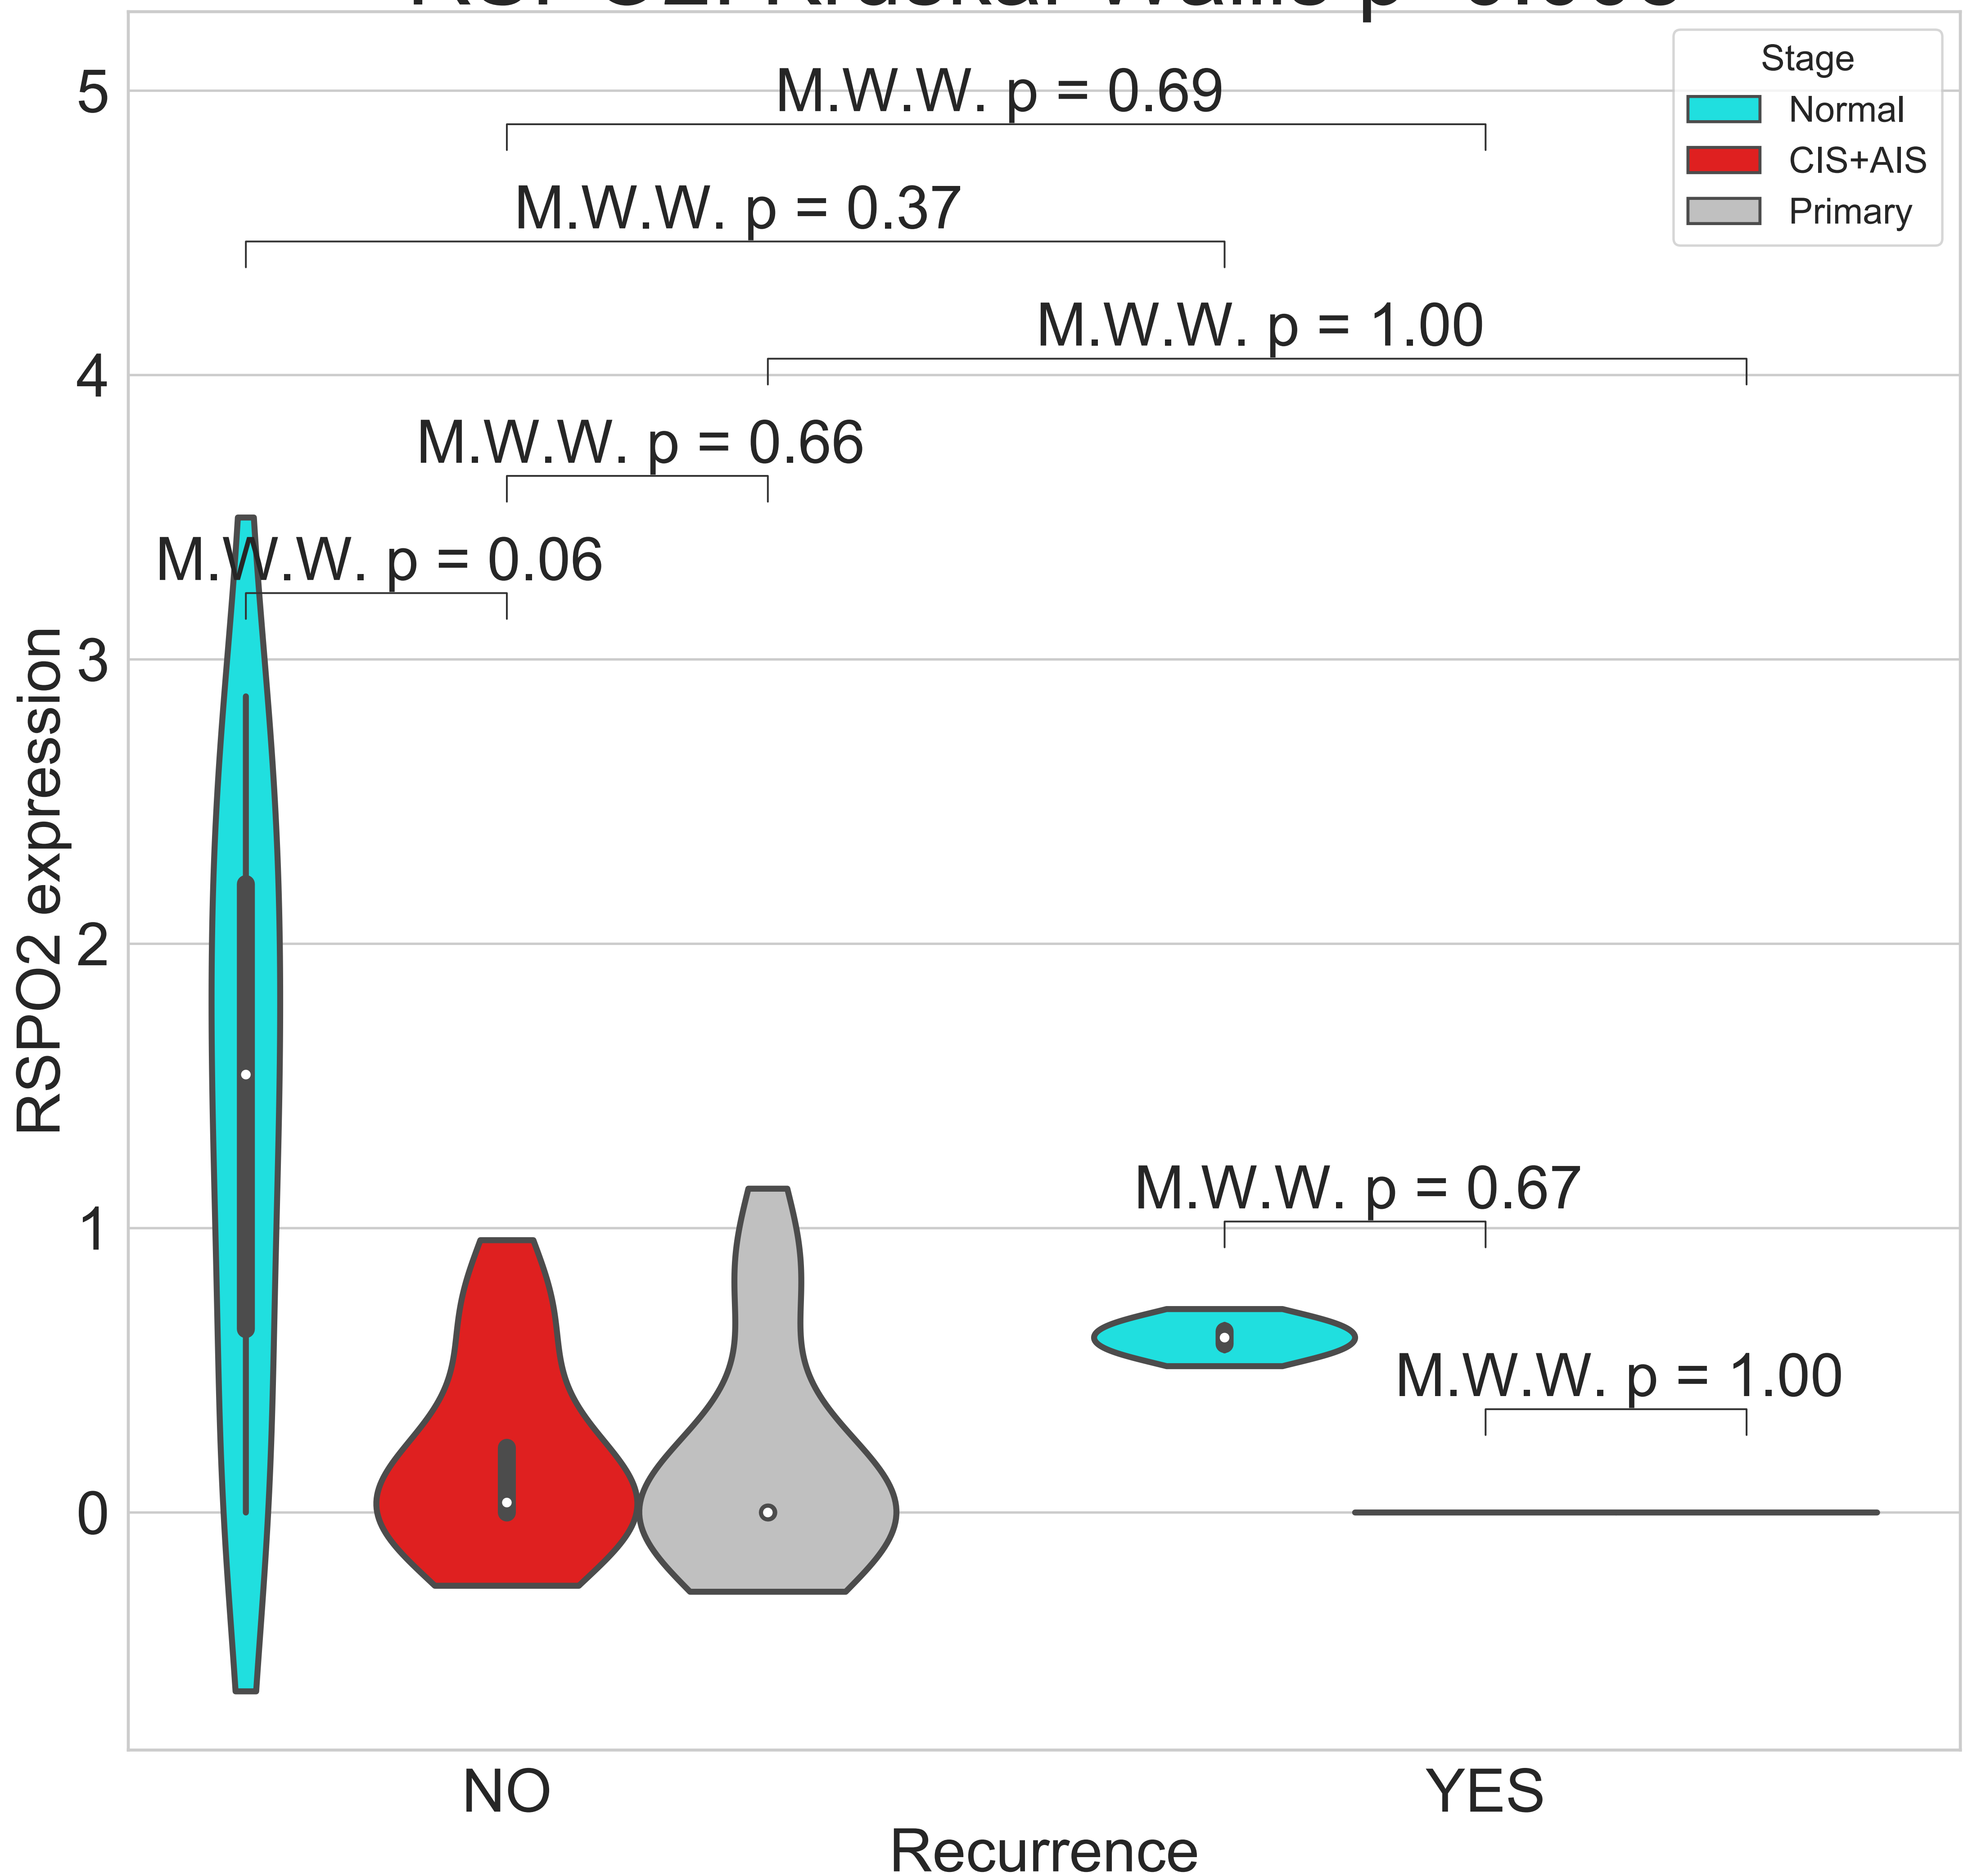 5
4
3
2
1
0
RSPO2 expression
M.W.W. p = 0.69
M.W.W. p = 0.37
M.W.W. p = 1.00
M.W.W. p = 0.66
M.W.W. p = 0.06
M.W.W. p = 0.67
M.W.W. p = 1.00
Stage
Normal
CIS+AIS
Primary
NO
YES
Recurrence